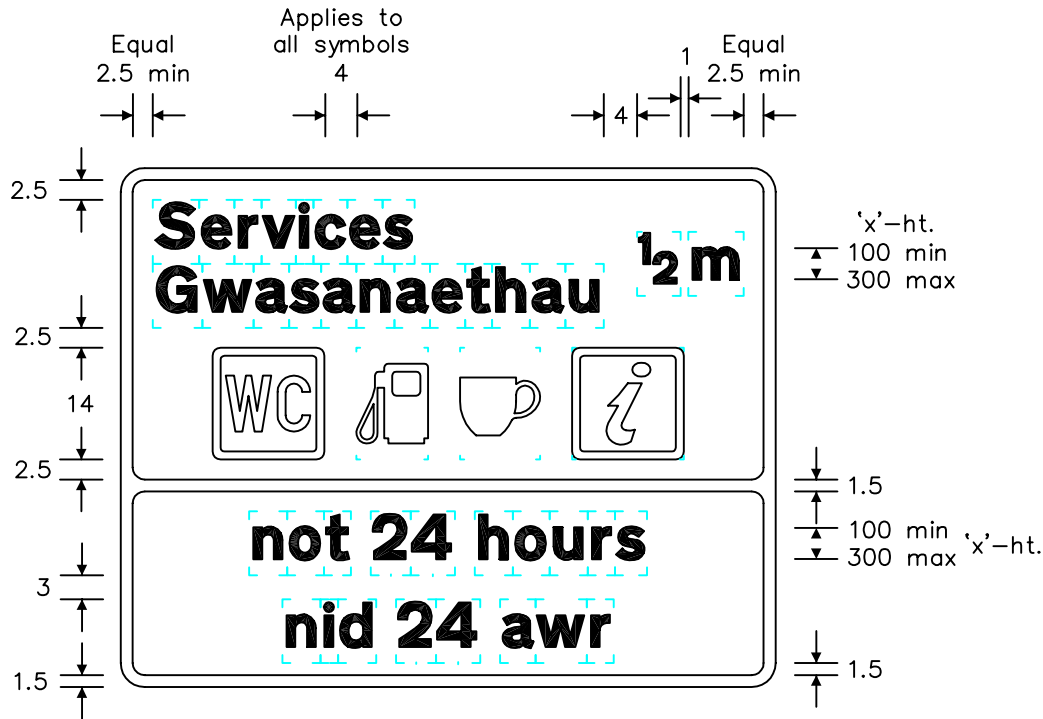 Applies to
all symbols
4
Equal
2.5 min
1
Equal
2.5 min
4
2.5
Services
Gwasanaethau
½ m
'x'-ht.
100 min
300 max
2.5
14
WC
i
2.5
1.5
not 24 hours
100 min
300 max
'x'-ht.
3
nid 24 awr
1.5
1.5